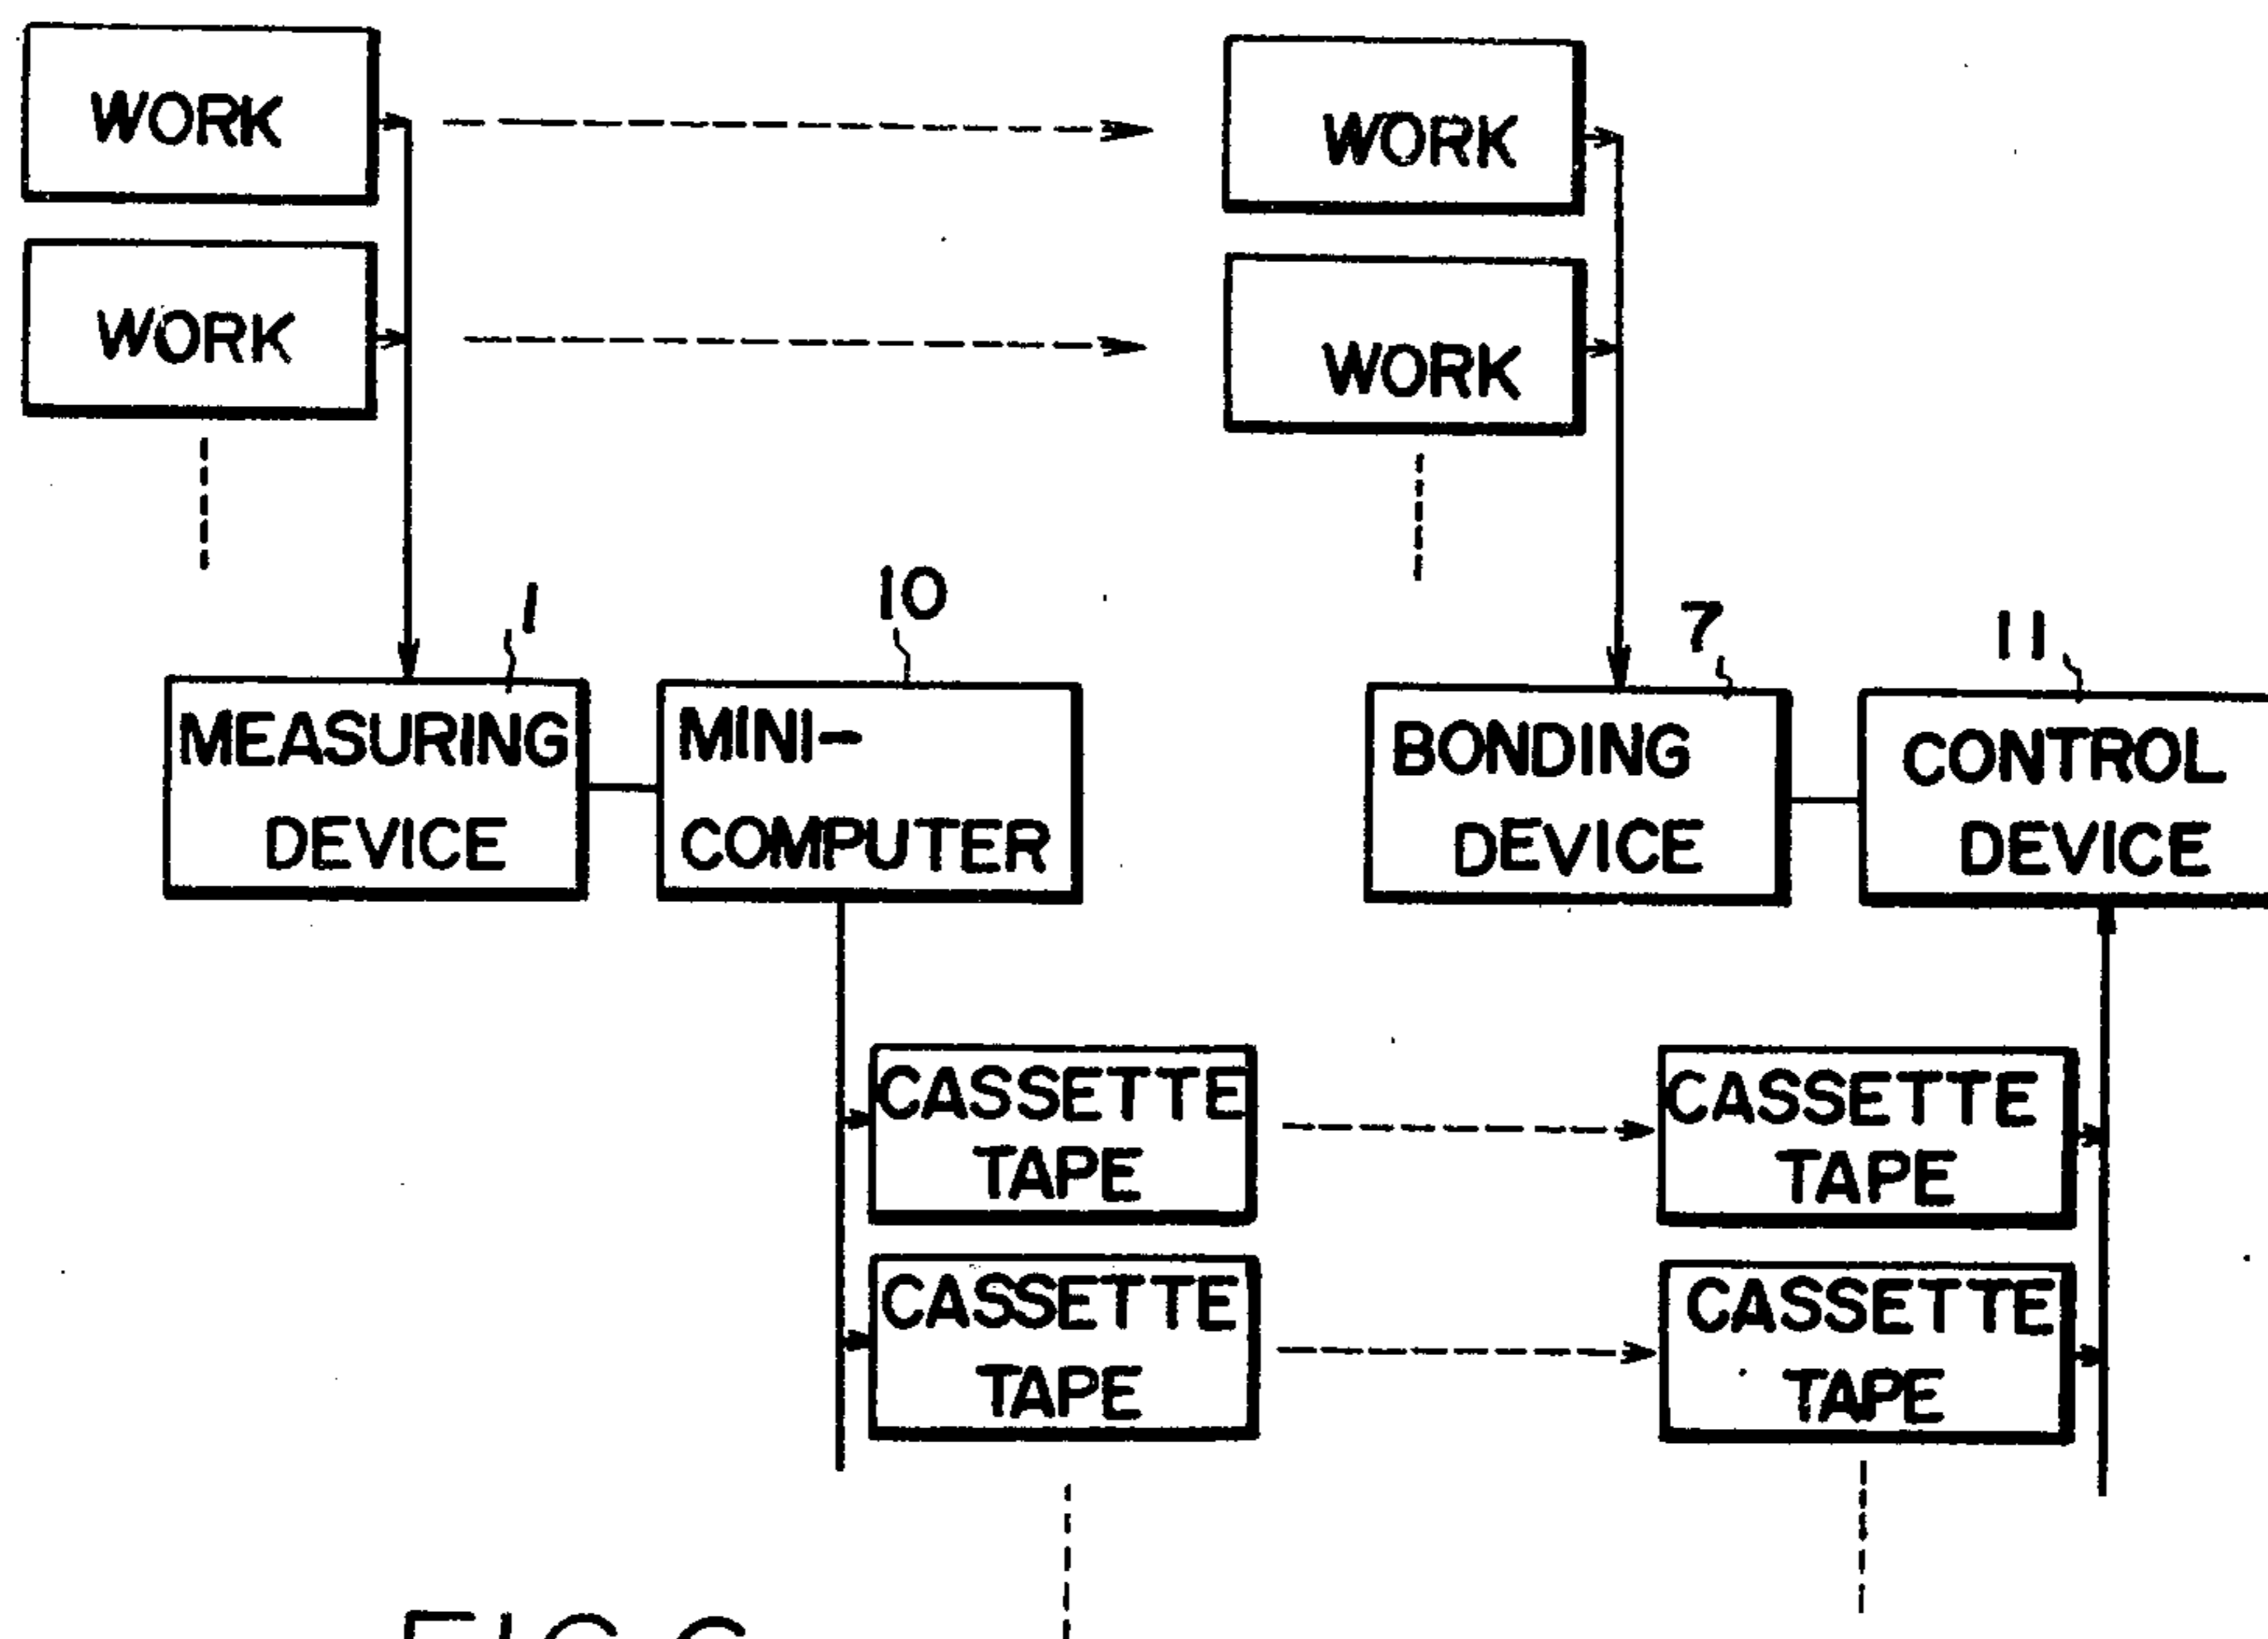 WORK
WORK
WORK
WORK
1
10
7
11
MEASURING
DEVICE
MINI-
COMPUTER
BONDING
DEVICE
CONTROL
DEVICE
CASSETTE
TAPE
CASSETTE
TAPE
CASSETTE
TAPE
CASSETTE
TAPE